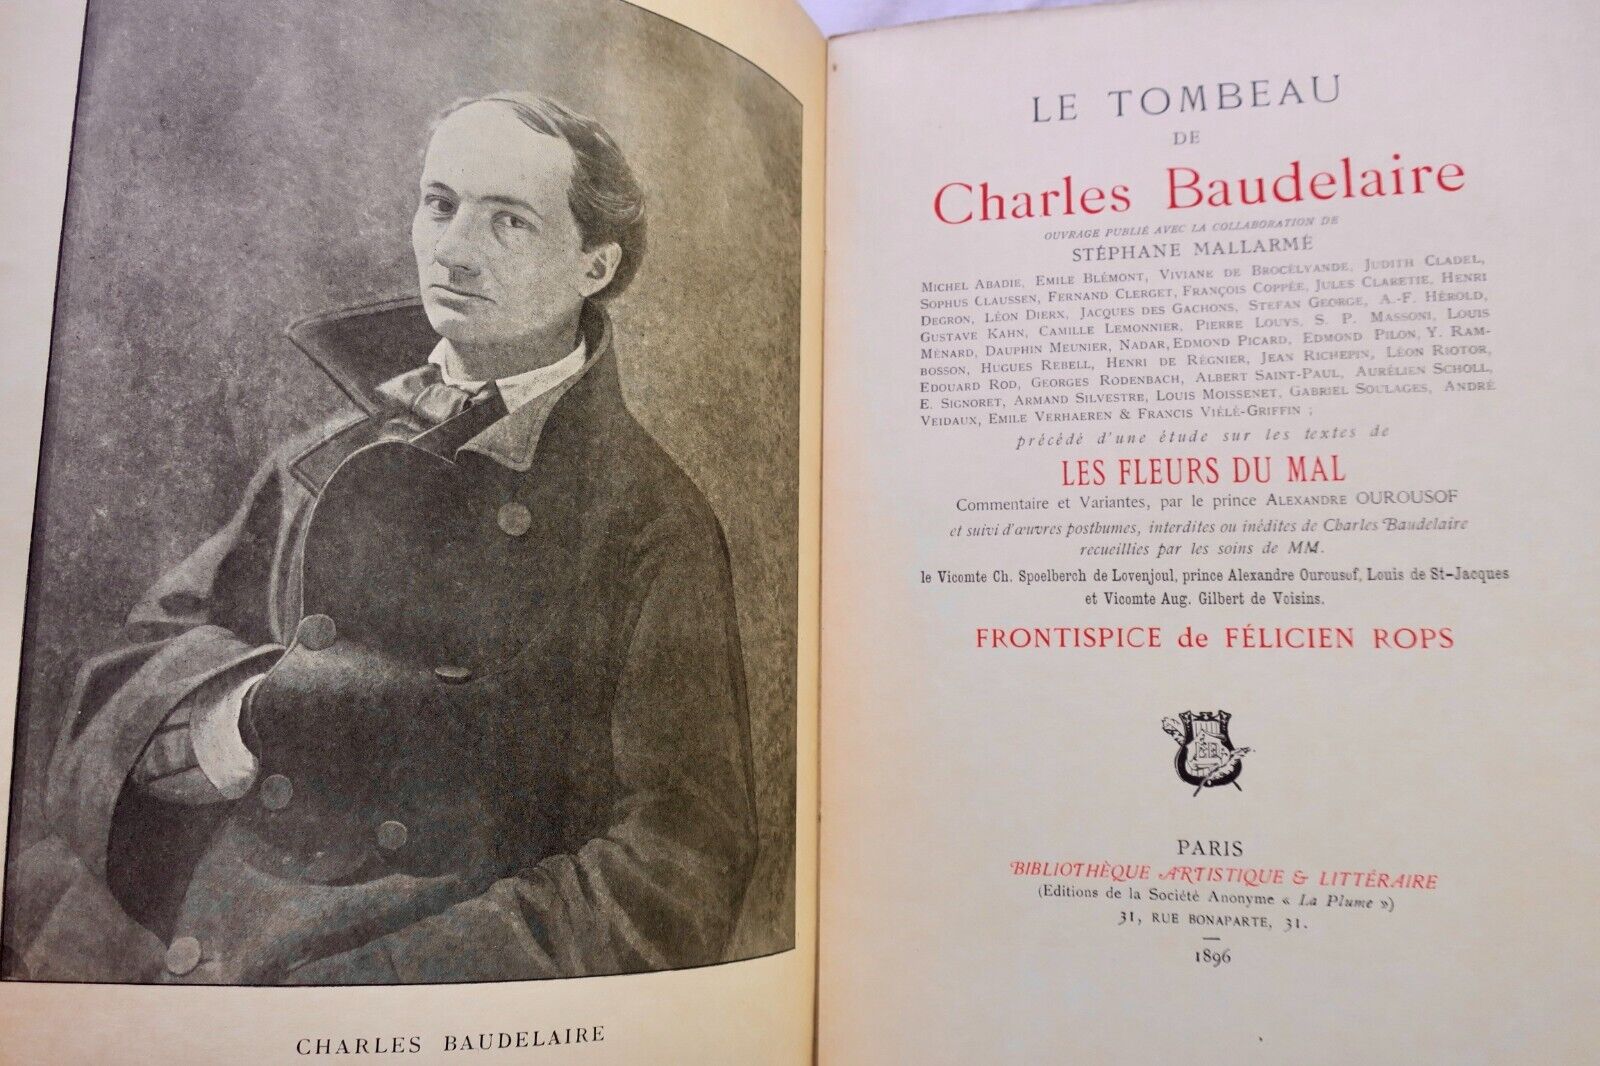 CHARLES BAUDELAIRE
LE TOMBEAU
DE
Charles Baudelaire
OUVRAGE PUBLIÉ AVEC LA COLLABORATION DE
STÉPHANE MALLARMÉ
MICHEL ABADIE, EMILE BLÉMONT, VIVIANE DE BROCÉLYANDE, JUDITH CLADEL,
SOPHUS CLAUSSEN, FERNAND CLERGET, FRANÇOIS COPPÉE, JULES CLARETIE, HENRI
DEGRON, LÉON DIERX, JACQUES DES GACHONS, STEFAN GEORGE, A.-F. HÉROLD,
GUSTAVE KAHN, CAMILLE LEMONNIER, PIERRE LOUYS, S. P. MASSONI, LOUIS
MÉNARD, DAUPHIN MEUNIER, NADAR, EDMOND PICARD, EDMOND PILON, Y. RAM-
BOSSON, HUGUES REBELL, HENRI DE RÉGNIER, JEAN RICHEPIN, LÉON RIOTOR,
EDOUARD ROD, GEORGES RODENBACH, ALBERT SAINT-PAUL, AURÉLIEN SCHOLL,
E. SIGNORET, ARMAND SILVESTRE, LOUIS MOISSENET, GABRIEL SOULAGES, ANDRÉ
VEIDAUX, EMILE VERHAEREN & FRANCIS VIÉLÉ-GRIFFIN ;
précédé d'une étude sur les textes de
LES FLEURS DU MAL
Commentaire et Variantes, par le prince ALEXANDRE OUROUSOF
et suivi d'œuvres posthumes, interdites ou inédites de Charles Baudelaire
recueillies par les soins de MM.
le Vicomte Ch. Spoelberch de Lovenjoul, prince Alexandre Ourousof, Louis de St-Jacques
et Vicomte Aug. Gilbert de Voisins.
FRONTISPICE de FÉLICIEN ROPS
PARIS
BIBLIOTHÈQUE ARTISTIQUE & LITTÉRAIRE
(Editions de la Société Anonyme « La Plume »)
31, RUE BONAPARTE, 31.
1896